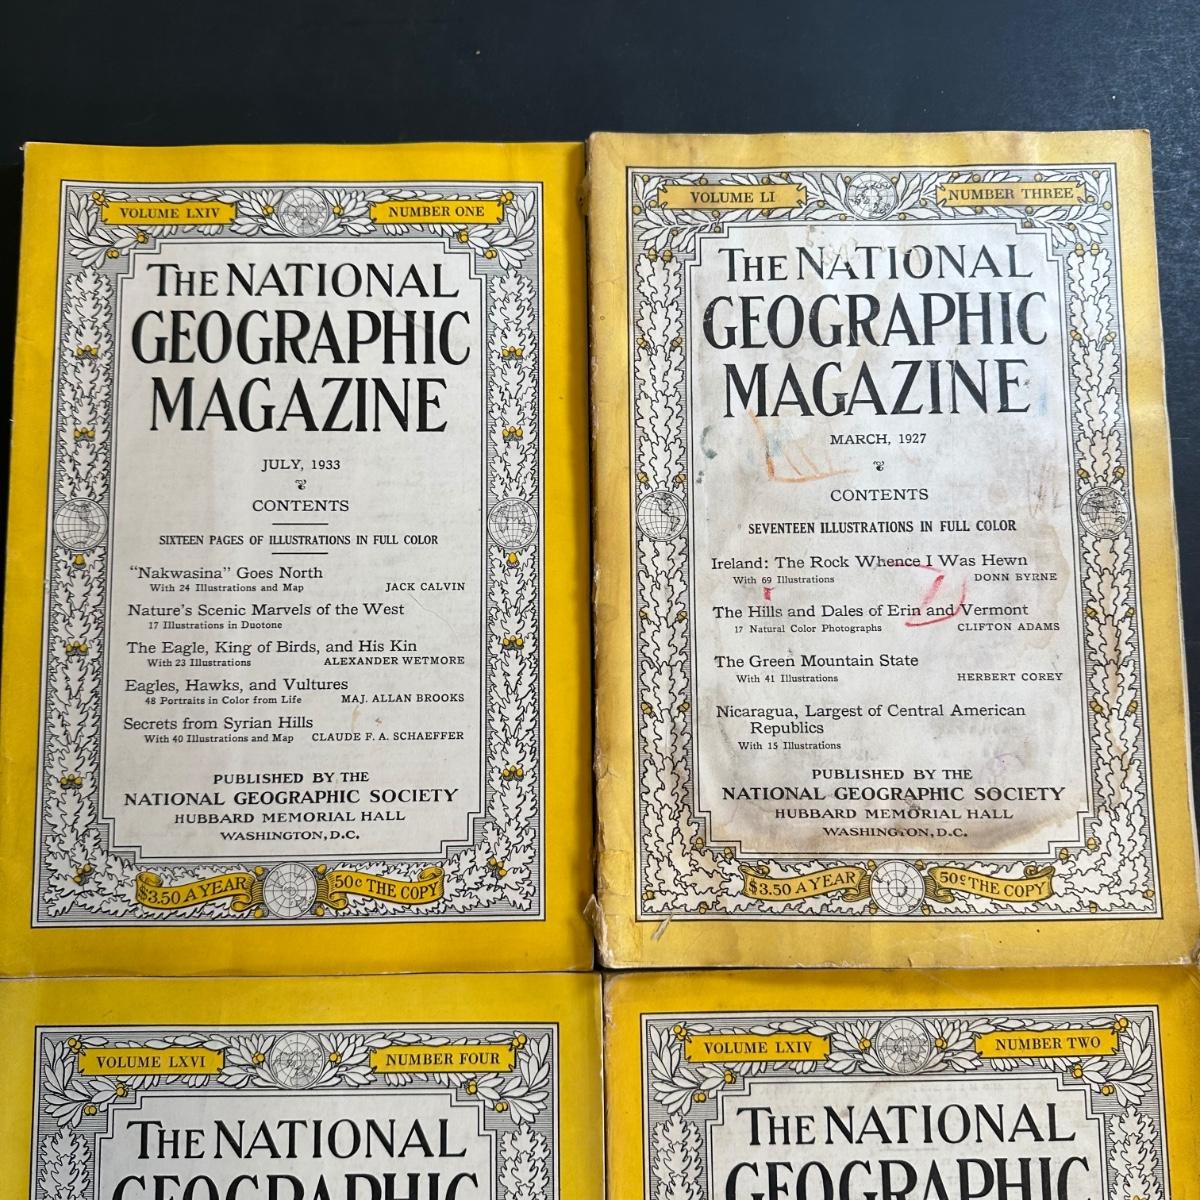 VOLUME LXIV
NUMBER ONE
THE NATIONAL
GEOGRAPHIC
MAGAZINE
JULY, 1933
CONTENTS
SIXTEEN PAGES OF ILLUSTRATIONS IN FULL COLOR
"Nakwasina" Goes North
With 24 Illustrations and Map JACK CALVIN
Nature's Scenic Marvels of the West
17 Illustrations in Duotone
The Eagle, King of Birds, and His Kin
With 23 Illustrations ALEXANDER WETMORE
Eagles, Hawks, and Vultures
48 Portraits in Color from Life MAJ. ALLAN BROOKS
Secrets from Syrian Hills
With 40 Illustrations and Map CLAUDE F. A. SCHAEFFER
PUBLISHED BY THE
NATIONAL GEOGRAPHIC SOCIETY
HUBBARD MEMORIAL HALL
WASHINGTON, D.C.
$3.50 A YEAR
50¢ THE COPY
VOLUME LI
NUMBER THREE
THE NATIONAL
GEOGRAPHIC
MAGAZINE
MARCH, 1927
CONTENTS
SEVENTEEN ILLUSTRATIONS IN FULL COLOR
Ireland: The Rock Whence I Was Hewn
With 69 Illustrations DONN BYRNE
The Hills and Dales of Erin and Vermont
17 Natural Color Photographs CLIFTON ADAMS
The Green Mountain State
With 41 Illustrations HERBERT COREY
Nicaragua, Largest of Central American
Republics
With 15 Illustrations
PUBLISHED BY THE
NATIONAL GEOGRAPHIC SOCIETY
HUBBARD MEMORIAL HALL
WASHINGTON, D.C.
$3.50 A YEAR
50¢ THE COPY
VOLUME LXVI
NUMBER FOUR
THE NATIONAL
GEOGRAPHIC
VOLUME LXIV
NUMBER TWO
THE NATIONAL
GEOGRAPHIC